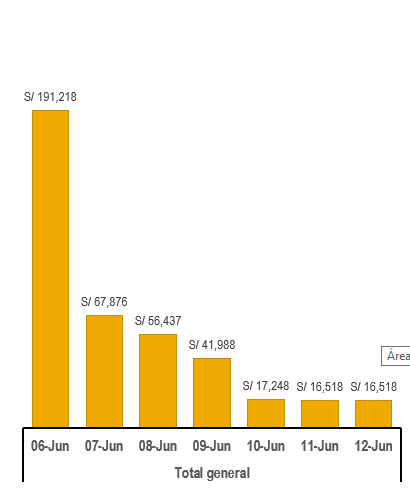 S/ 191,218
S/ 67,876
S/ 56,437
S/ 41,988
S/ 17,248
S/ 16,518
S/ 16,518
Área
06-Jun
07-Jun
08-Jun
09-Jun
10-Jun
11-Jun
12-Jun
Total general